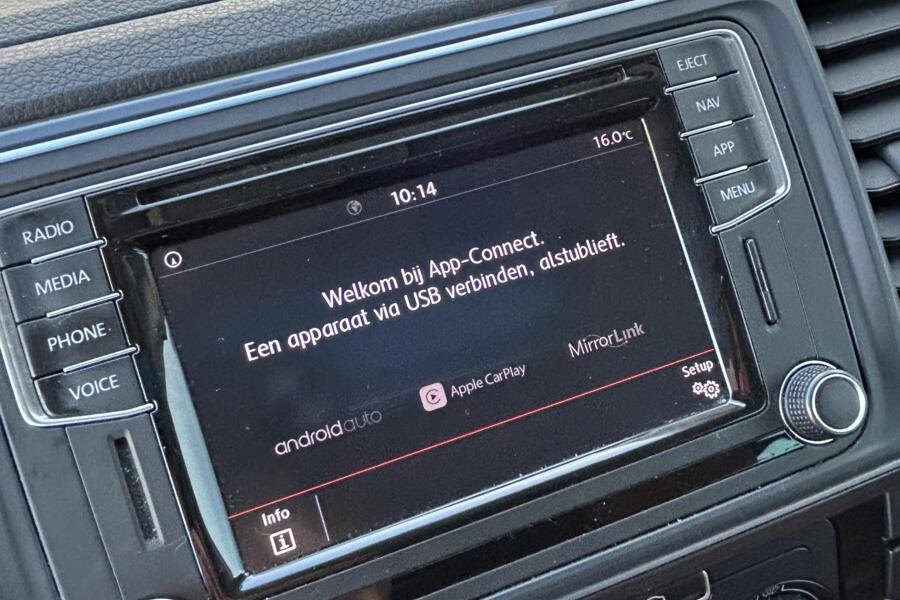 EJECT
NAV
APP
MENU
RADIO
MEDIA
PHONE
VOICE
10:14
16.0°C
Welkom bij App-Connect.
Een apparaat via USB verbinden, alstublieft.
androidauto
Apple CarPlay
MirrorLink
Setup
Info
i